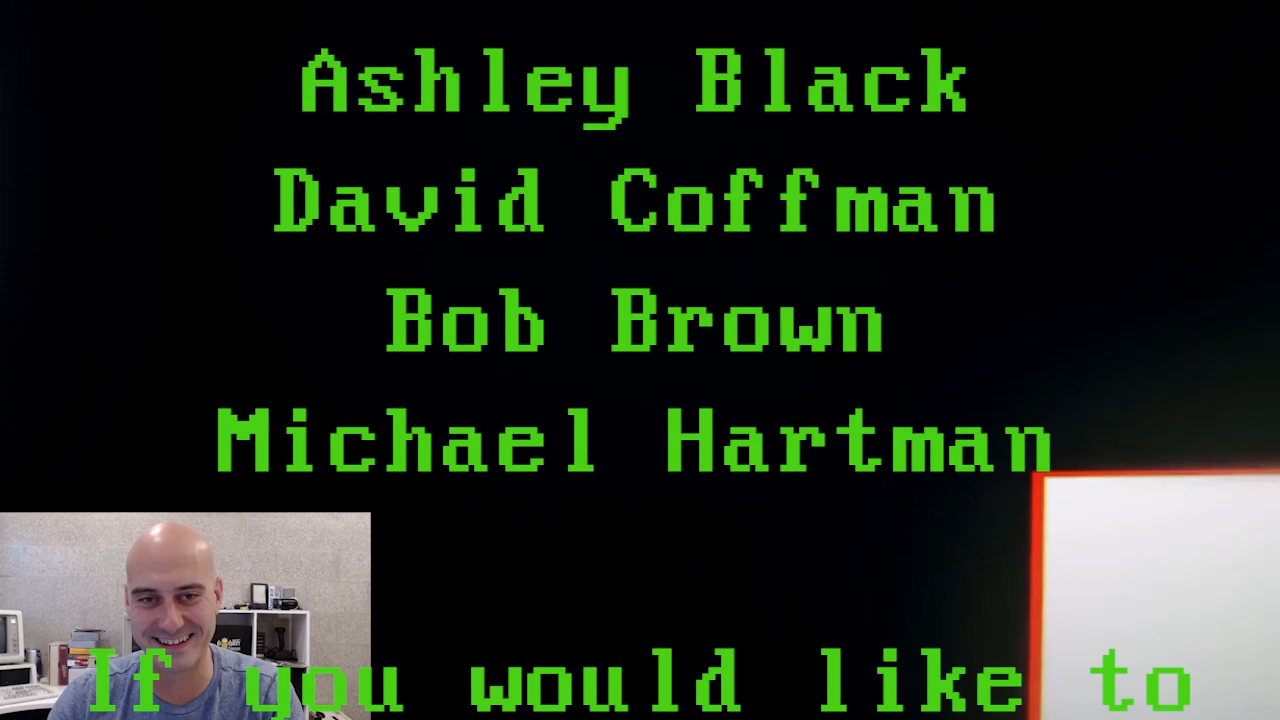 Ashley Black
David Coffman
Bob Brown
Michael Hartman
If you would like to